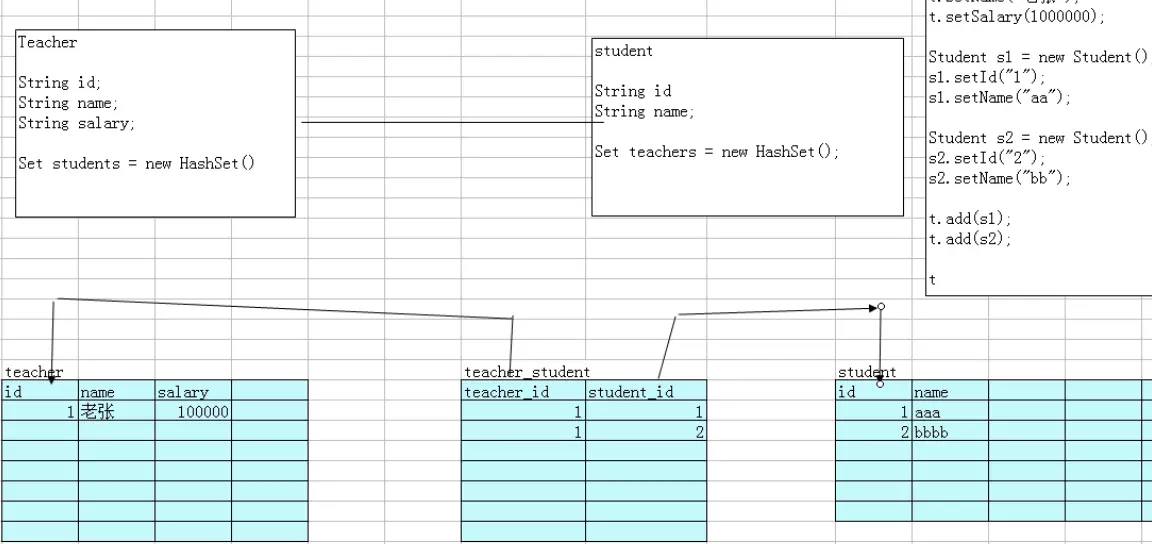 Teacher
String id;
String name;
String salary;
Set students = new HashSet()
student
String id
String name;
Set teachers = new HashSet();
t.setSalary(1000000);
Student s1 = new Student()
s1.setId("1");
s1.setName("aa");
Student s2 = new Student()
s2.setId("2");
s2.setName("bb");
t.add(s1);
t.add(s2);
t
teacher
id name salary
1 老张 100000
teacher_student
teacher_id student_id
1 1
1 2
student
id name
1 aaa
2 bbbb